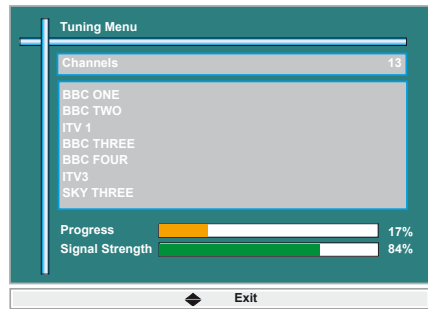 Tuning Menu
Channels 13
BBC ONE
BBC TWO
ITV 1
BBC THREE
BBC FOUR
ITV3
SKY THREE
Progress 17%
Signal Strength 84%
Exit